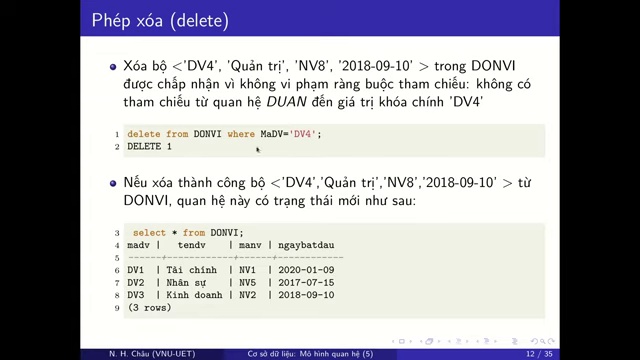 Phép xóa (delete)
Xóa bộ <'DV4', 'Quản trị', 'NV8', '2018-09-10' > trong DONVI
được chấp nhận vì không vi phạm ràng buộc tham chiếu: không có
tham chiếu từ quan hệ DUAN đến giá trị khóa chính 'DV4'
1 delete from DONVI where MaDV='DV4';
2 DELETE 1
Nếu xóa thành công bộ <'DV4','Quản trị','NV8','2018-09-10' > từ
DONVI, quan hệ này có trạng thái mới như sau:
3 select * from DONVI;
4 madv | tendv | manv | ngaybatdau
5 ------+------------+------+------------
6 DV1 | Tài chính | NV1 | 2020-01-09
7 DV2 | Nhân sự | NV5 | 2017-07-15
8 DV3 | Kinh doanh | NV2 | 2018-09-10
9 (3 rows)
N. H. Châu (VNU-UET) Cơ sở dữ liệu: Mô hình quan hệ (5) 12 / 35